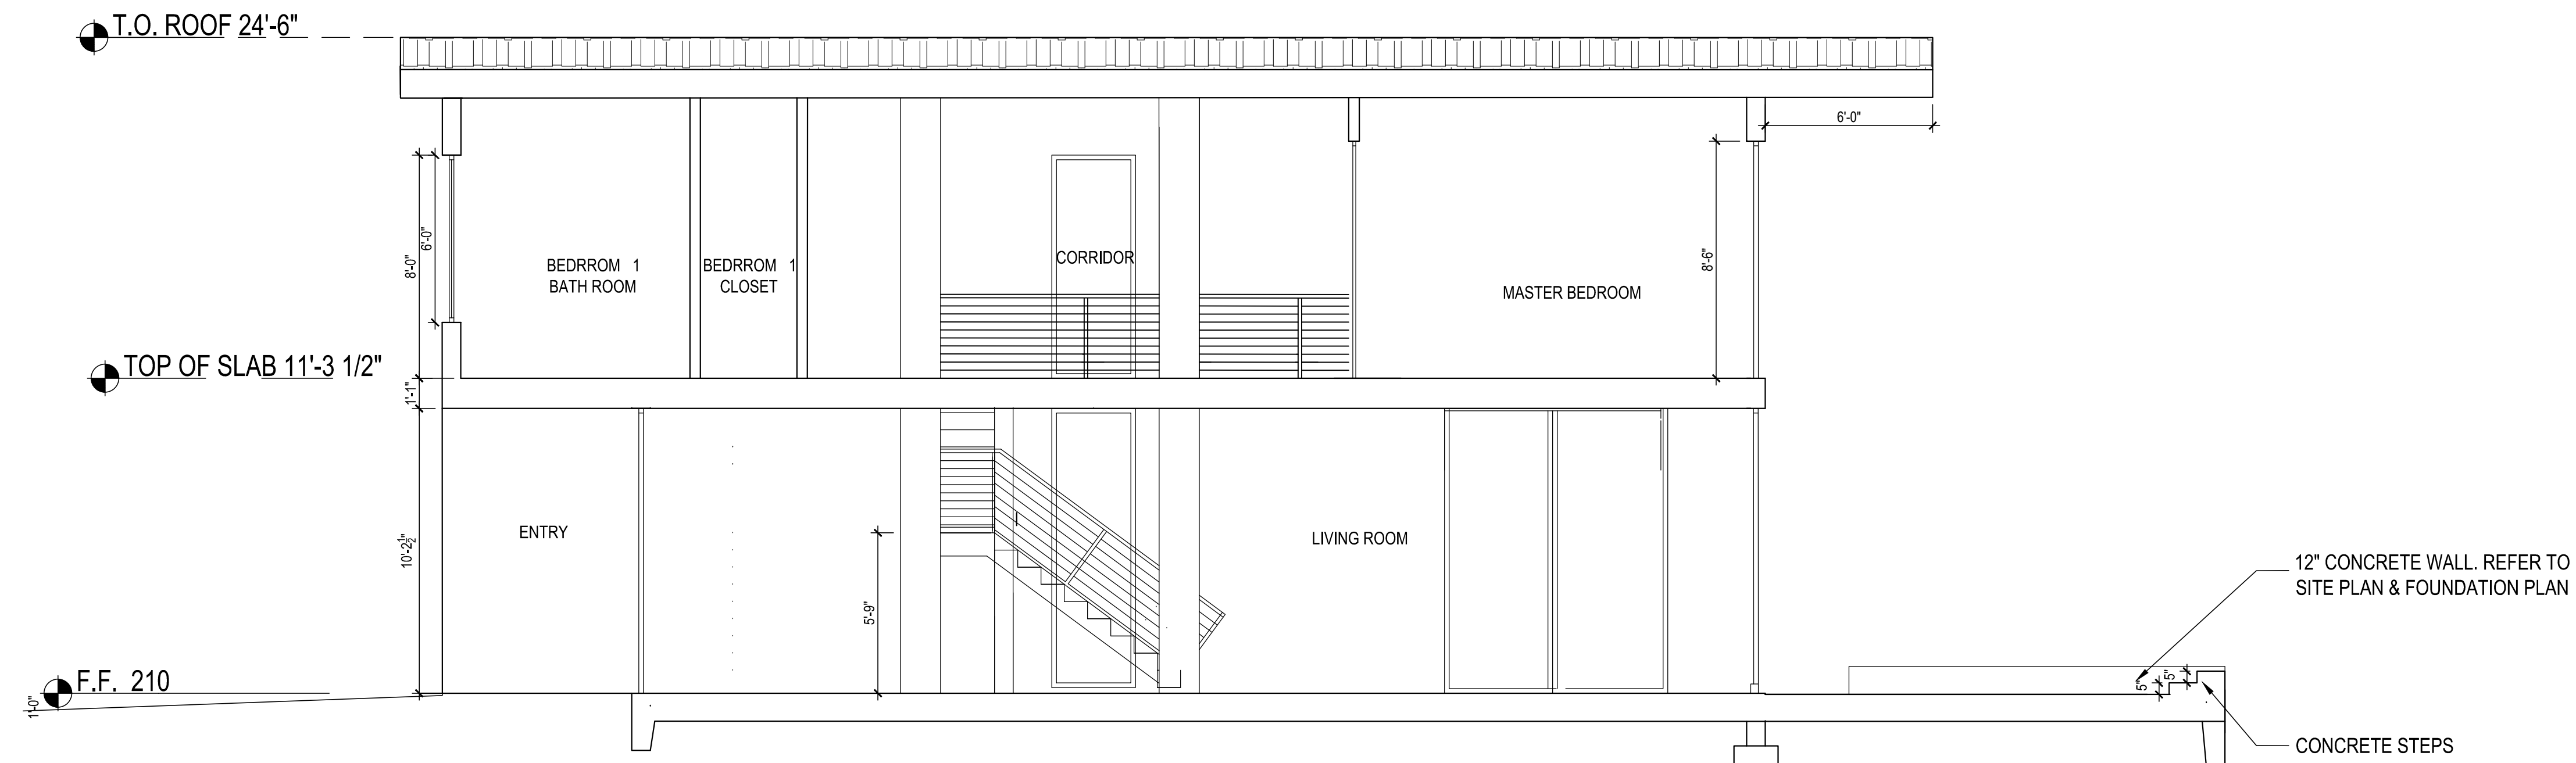 T.O. ROOF 24'-6"
6'-0"
8'-0"
6'-0"
BEDRROM 1
BATH ROOM
BEDRROM 1
CLOSET
CORRIDOR
MASTER BEDROOM
8'-6"
TOP OF SLAB 11'-3 1/2"
1'-1"
10'-2½"
ENTRY
5'-9"
LIVING ROOM
12" CONCRETE WALL. REFER TO
SITE PLAN & FOUNDATION PLAN
F.F. 210
1'-0"
5"
5"
CONCRETE STEPS